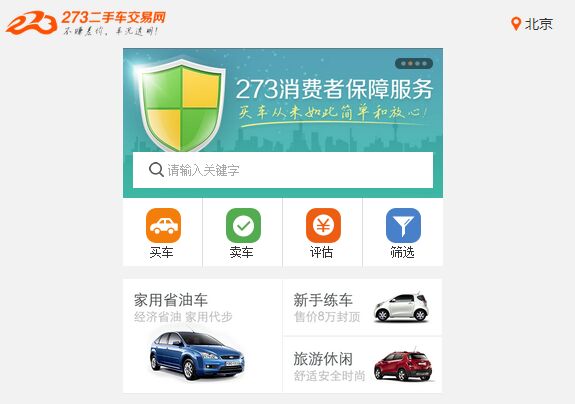 273二手车交易网
不赚差价，车况透明！
北京
273消费者保障服务
买车从来如此简单和放心！
请输入关键字
买车
卖车
评估
筛选
家用省油车
经济省油 家用代步
新手练车
售价8万封顶
旅游休闲
舒适安全时尚